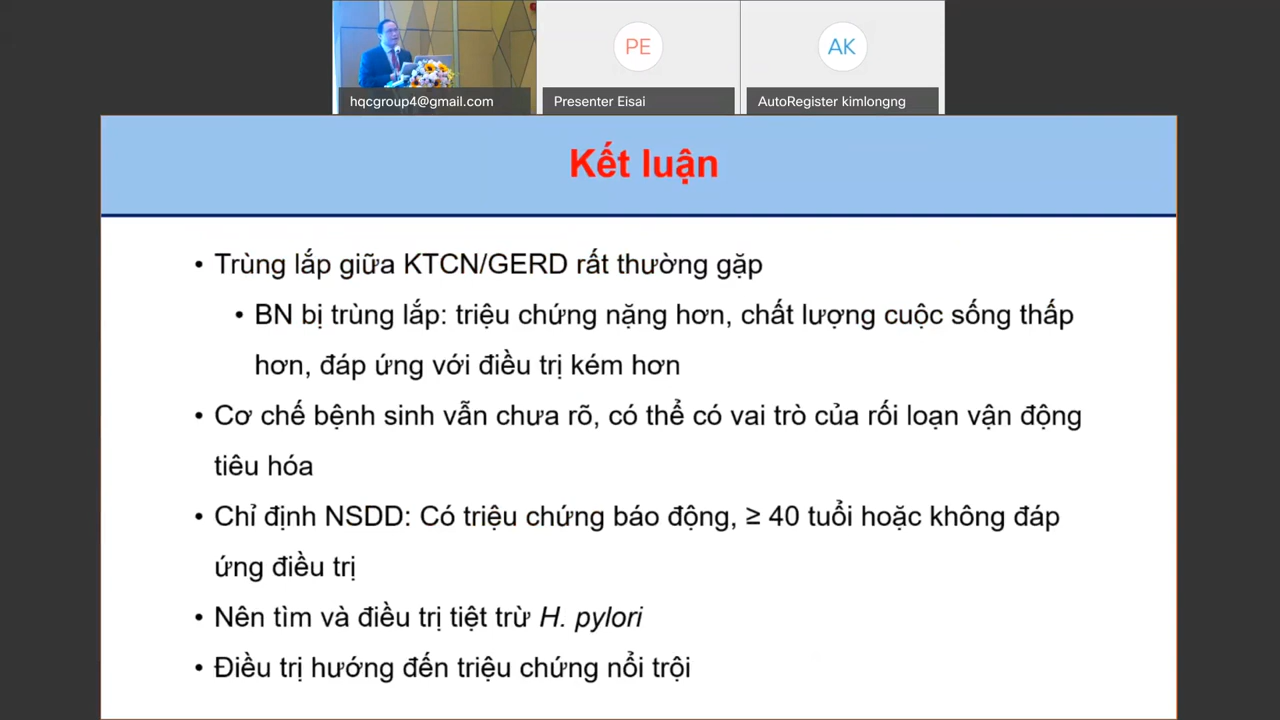 PE
AK
hqcgroup4@gmail.com
Presenter Eisai
AutoRegister kimlongng
Kết luận
• Trùng lắp giữa KTCN/GERD rất thường gặp
• BN bị trùng lắp: triệu chứng nặng hơn, chất lượng cuộc sống thấp
hơn, đáp ứng với điều trị kém hơn
• Cơ chế bệnh sinh vẫn chưa rõ, có thể có vai trò của rối loạn vận động
tiêu hóa
• Chỉ định NSDD: Có triệu chứng báo động, ≥ 40 tuổi hoặc không đáp
ứng điều trị
• Nên tìm và điều trị tiệt trừ H. pylori
• Điều trị hướng đến triệu chứng nổi trội